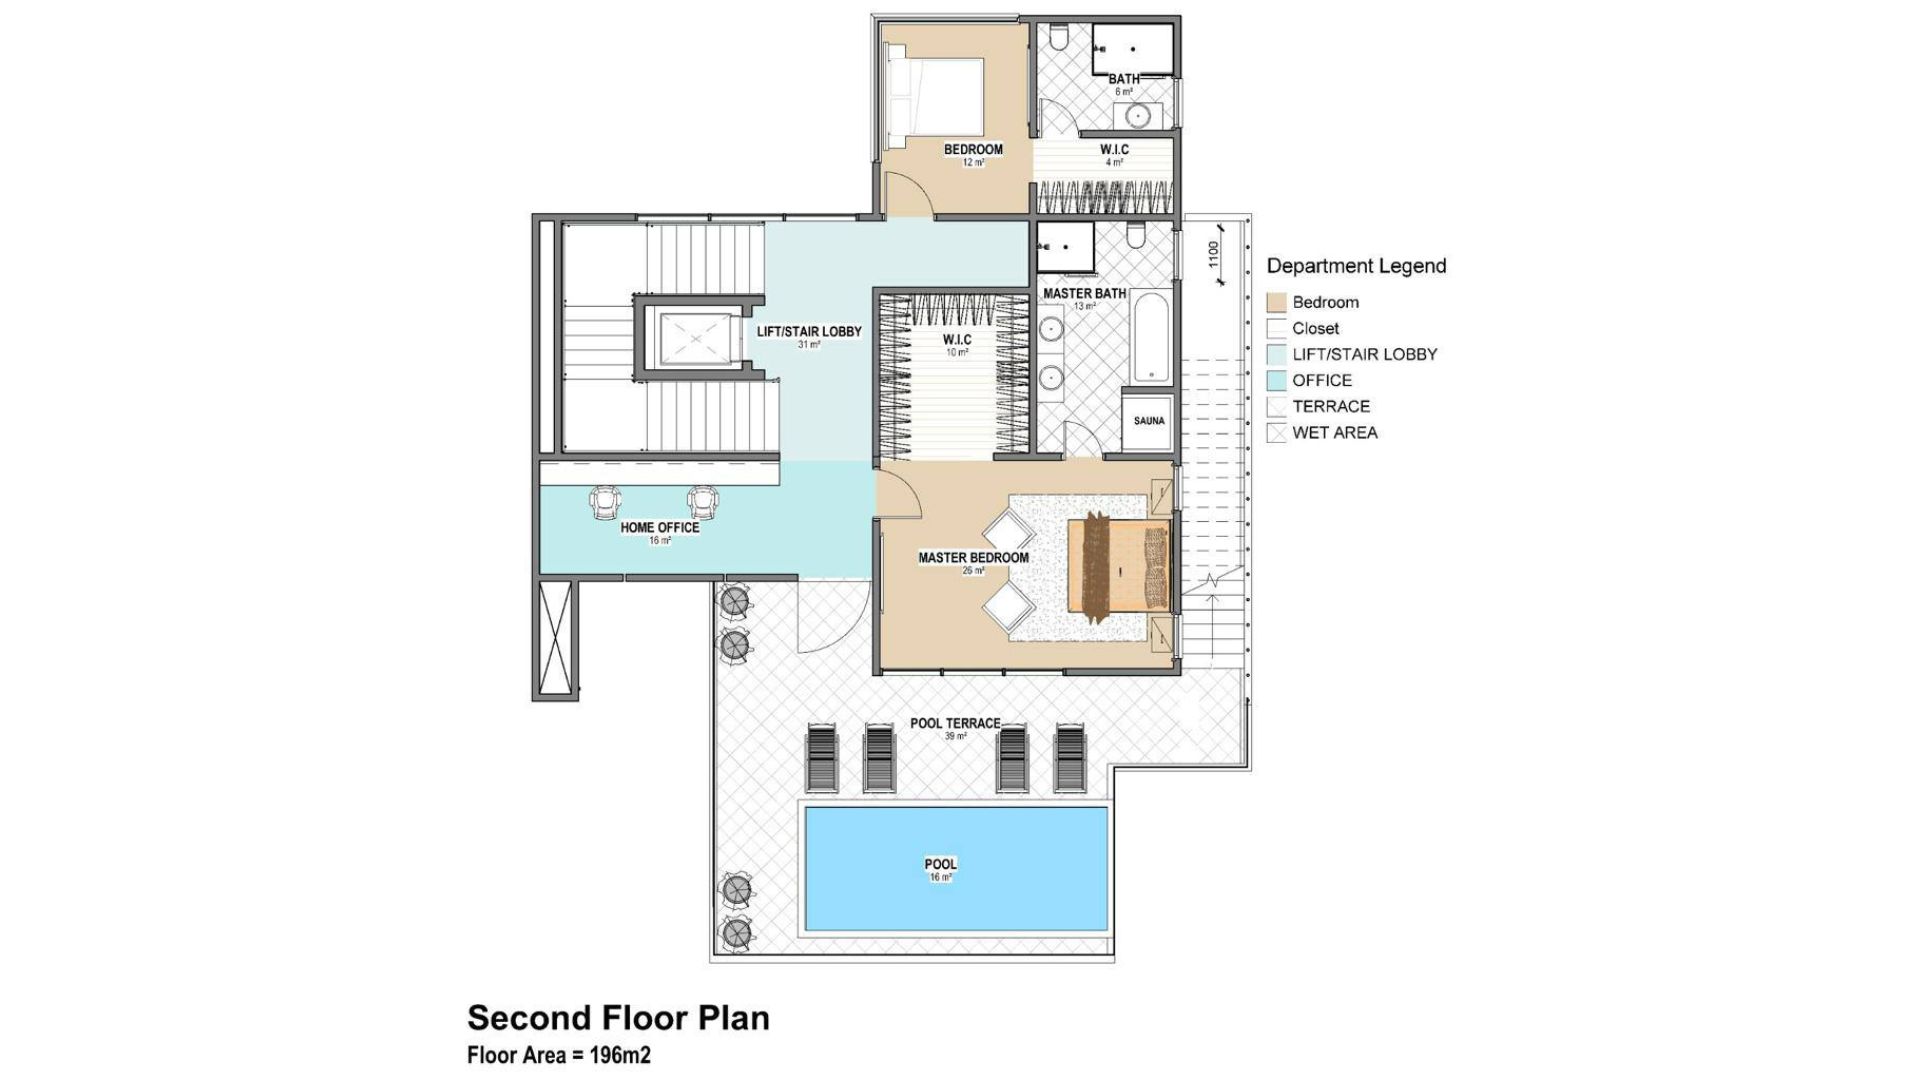 BATH
6 m²
BEDROOM
12 m²
W.I.C
4 m²
1100
Department Legend
Bedroom
Closet
LIFT/STAIR LOBBY
OFFICE
TERRACE
WET AREA
MASTER BATH
13 m²
LIFT/STAIR LOBBY
31 m²
W.I.C
10 m²
SAUNA
HOME OFFICE
16 m²
MASTER BEDROOM
26 m²
POOL TERRACE
39 m²
POOL
16 m²
Second Floor Plan
Floor Area = 196m2